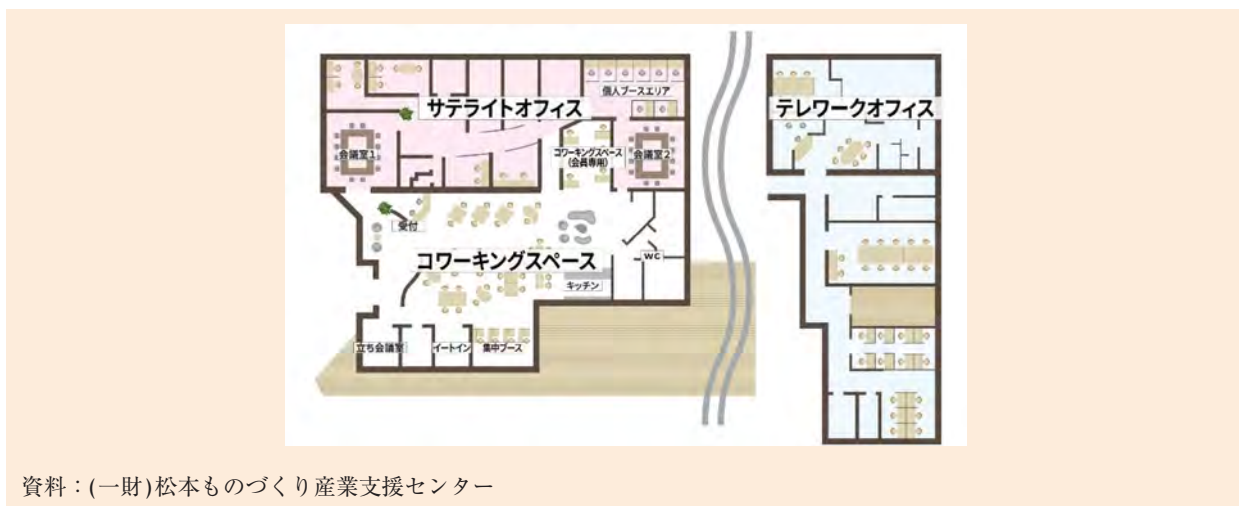 個人ブースエリア
サテライトオフィス
テレワークオフィス
会議室1
コワーキングスペース
(会員専用)
会議室2
受付
コワーキングスペース
WC
キッチン
立ち会議室
イートイン
集中ブース
資料：(一財)松本ものづくり産業支援センター